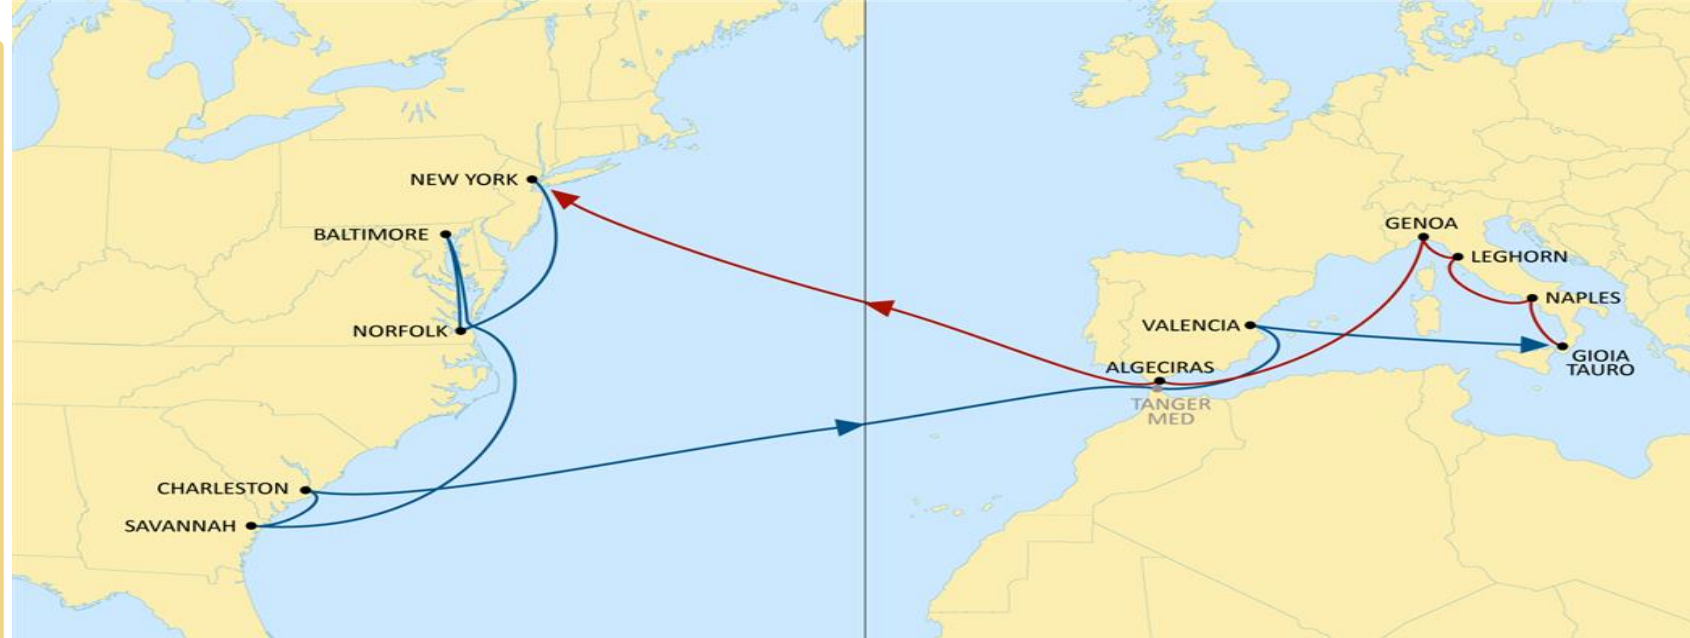 NEW YORK
BALTIMORE
NORFOLK
CHARLESTON
SAVANNAH
GENOA
LEGHORN
NAPLES
VALENCIA
GIOIA
TAURO
ALGECIRAS
TANGER
MED